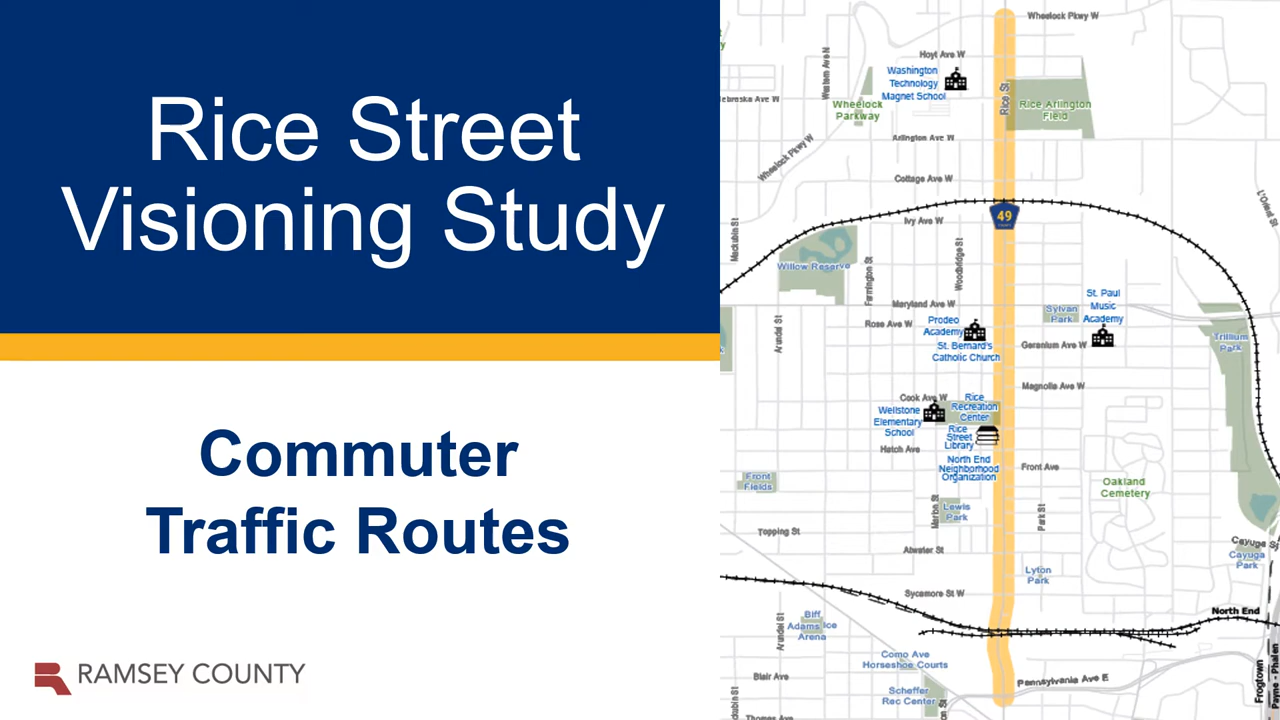 Rice Street
Visioning Study
Commuter
Traffic Routes
RAMSEY COUNTY
Wheelock Pkwy W
Hoyt Ave W
Western Ave N
Washington
Technology
Magnet School
Wheelock
Parkway
Rice St
Rice Arlington
Field
Arlington Ave W
Wheelock Pkwy W
Cottage Ave W
49
Ivy Ave W
Mackubin St
Woodbridge St
Willow Reserve
Farmington St
Maryland Ave W
Rose Ave W
Arundel St
Prodeo
Academy
St. Bernard's
Catholic Church
Sylvan
Park
St. Paul
Music
Academy
Geranium Ave W
Trillium
Park
Magnolia Ave W
Cook Ave W
Rice
Recreation
Center
Wellstone
Elementary
School
Rice
Street
Library
Hatch Ave
North End
Neighborhood
Organization
Front Ave
Front
Fields
Oakland
Cemetery
Marion St
Lewis
Park
Park St
Topping St
Atwater St
Cayuga St
Cayuga
Park
Lyton
Park
Sycamore St W
North End
Arundel St
Biff
Adams Ice
Arena
Como Ave
Horseshoe Courts
Blair Ave
Pennsylvania Ave E
Scheffer
Rec Center
Frogtown
Thomas Ave